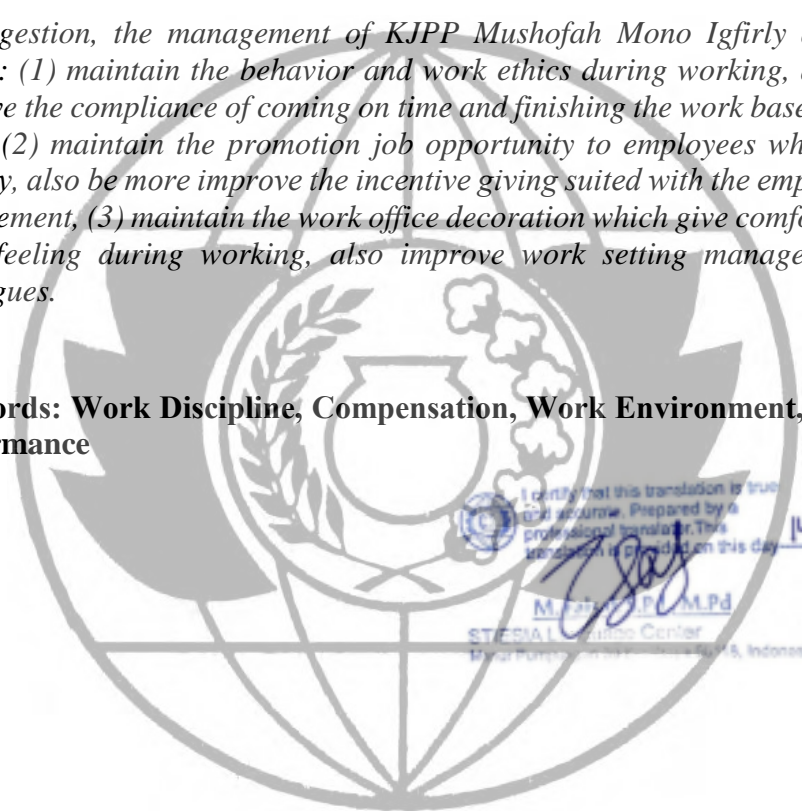 gestion, the management of KJPP Mushofah Mono Igfirly
: (1) maintain the behavior and work ethics during working,
ve the compliance of coming on time and finishing the work base
(2) maintain the promotion job opportunity to employees wh
y, also be more improve the incentive giving suited with the emp
ement, (3) maintain the work office decoration which give comfo
feeling during working, also improve work setting manage
gues.
ords: Work Discipline, Compensation, Work Environment,
rmance
I certify that this translation is true
and accurate. Prepared by a
professional translator. This
translation is provided on this day
M. M.Pd
STIESIA Center
Indones